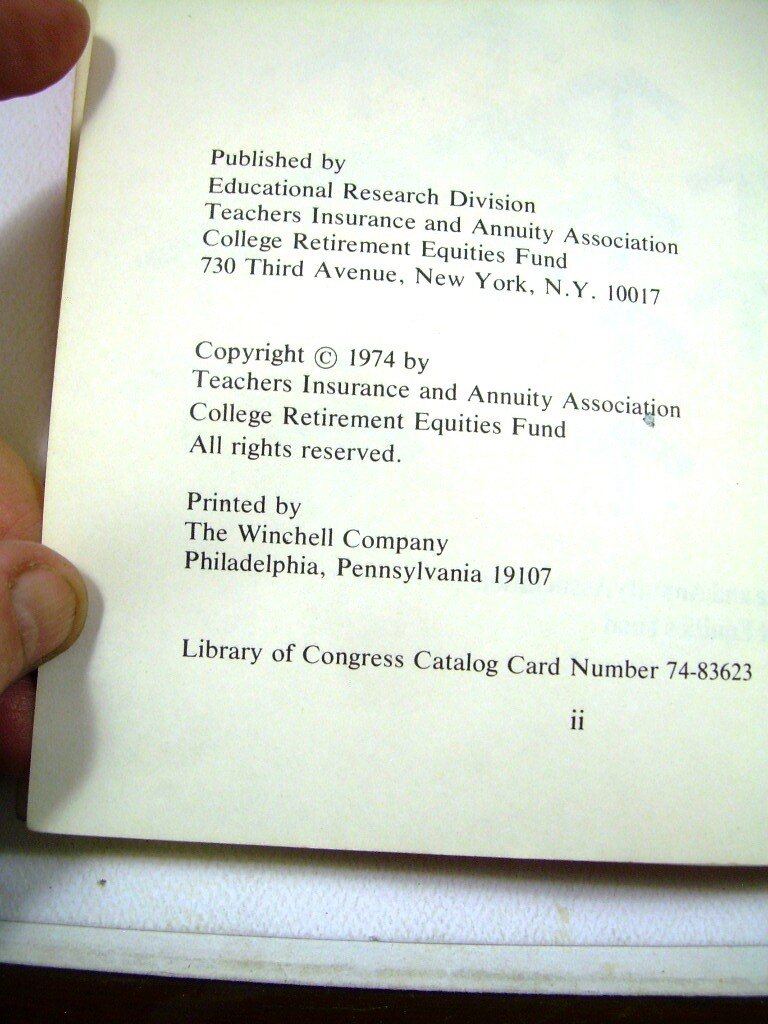 Published by
Educational Research Division
Teachers Insurance and Annuity Association
College Retirement Equities Fund
730 Third Avenue, New York, N.Y. 10017
Copyright © 1974 by
Teachers Insurance and Annuity Association
College Retirement Equities Fund
All rights reserved.
Printed by
The Winchell Company
Philadelphia, Pennsylvania 19107
Library of Congress Catalog Card Number 74-83623
ii